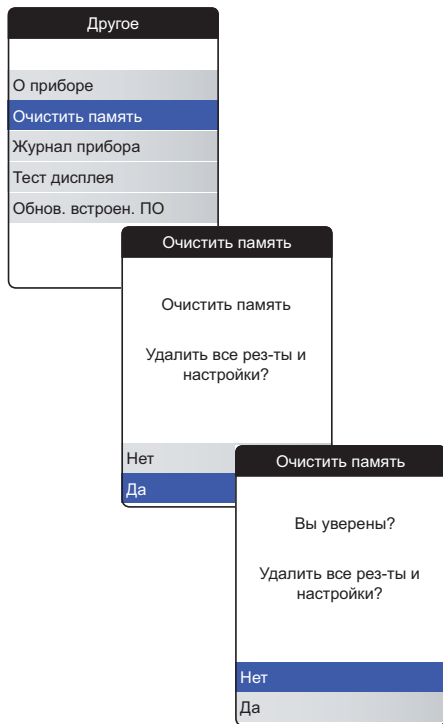 Другое
О приборе
Очистить память
Журнал прибора
Тест дисплея
Обнов. встроен. ПО
Очистить память
Очистить память
Удалить все рез-ты и
настройки?
Нет
Да
Очистить память
Вы уверены?
Удалить все рез-ты и
настройки?
Нет
Да